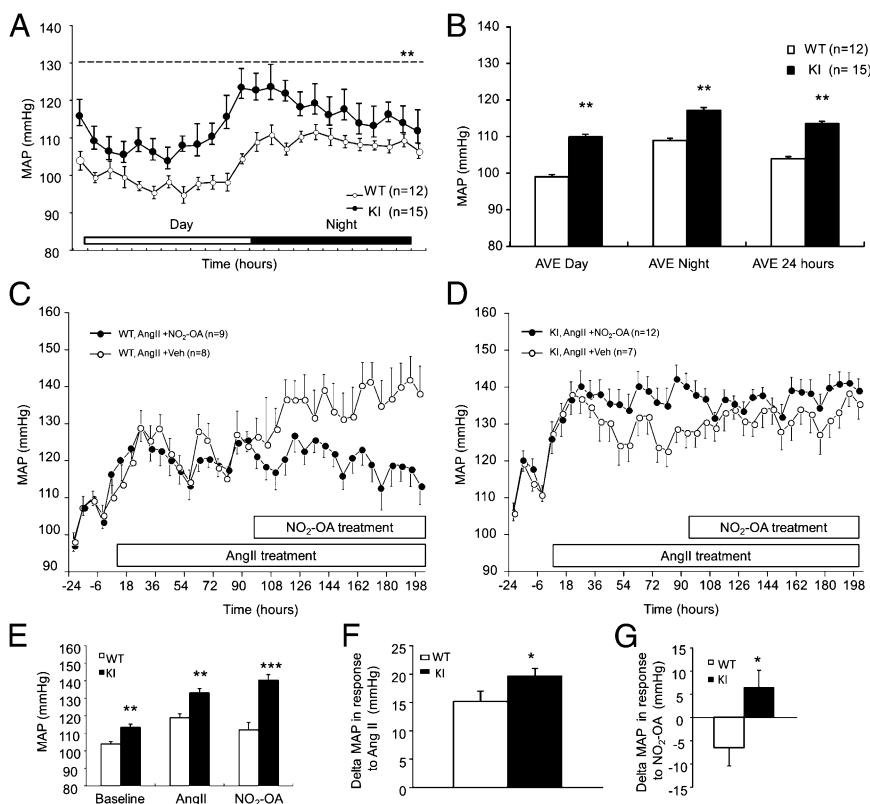 A
**
130
120
110
100
90
80
MAP (mmHg)
WT (n=12)
KI (n=15)
Day
Night
Time (hours)
B
WT (n=12)
KI (n= 15)
140
130
120
110
100
90
80
MAP (mmHg)
**
**
**
AVE Day
AVE Night
AVE 24 hours
C
160
150
140
130
120
110
100
90
MAP (mmHg)
WT, AngII +NO2-OA (n=9)
WT, AngII +Veh (n=8)
NO2-OA treatment
AngII treatment
-24 -6 18 36 54 72 90 108 126 144 162 180 198
Time (hours)
D
160
150
140
130
120
110
100
90
MAP (mmHg)
KI, AngII +NO2-OA (n=12)
KI, AngII +Veh (n=7)
NO2-OA treatment
AngII treatment
-24 -6 18 36 54 72 90 108 126 144 162 180 198
Time (hours)
E
WT
KI
160
150
140
130
120
110
100
90
80
MAP (mmHg)
**
**
***
Baseline
AngII
NO2-OA
F
WT
KI
25
20
15
10
5
0
Delta MAP in response
to Ang II (mmHg)
*
G
WT
KI
15
10
5
0
-5
-10
-15
Delta MAP in response
to NO2-OA (mmHg)
*